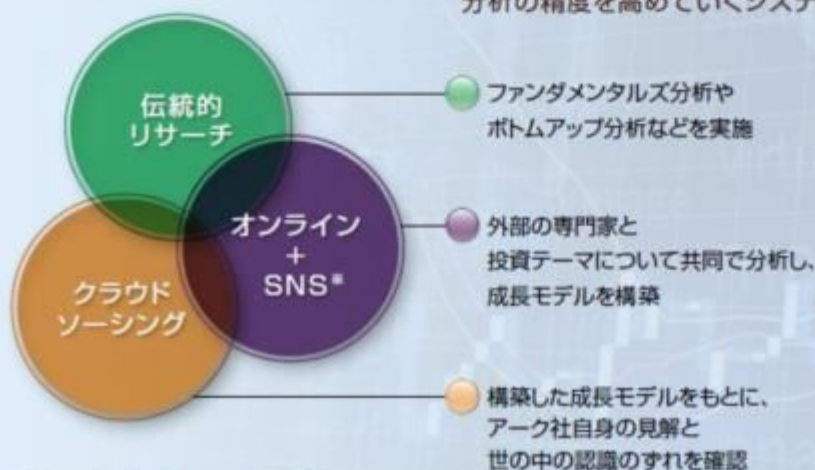 分析の精度を高めていくシステ
伝統的
リサーチ
ファンダメンタルズ分析や
ボトムアップ分析などを実施
オンライン
+
SNS※
外部の専門家と
投資テーマについて共同で分析し、
成長モデルを構築
クラウド
ソーシング
構築した成長モデルをもとに、
アーク社自身の見解と
世の中の認識のずれを確認